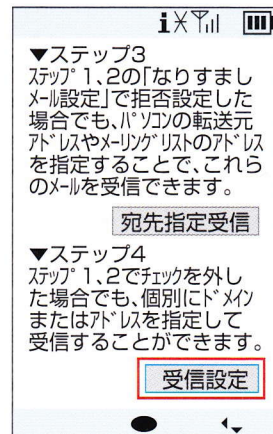 ▼ステップ3
ｽﾃｯﾌﾟ1､2の｢なりすまし
ﾒｰﾙ設定｣で拒否設定した
場合でも､ﾊﾟｿｺﾝの転送元
ｱﾄﾞﾚｽやﾒｰﾘﾝｸﾞﾘｽﾄのｱﾄﾞﾚｽ
を指定することで､これら
のﾒｰﾙを受信できます｡
宛先指定受信
▼ステップ4
ｽﾃｯﾌﾟ1､2でﾁｪｯｸを外し
た場合でも､個別にﾄﾞﾒｲﾝ
またはｱﾄﾞﾚｽを指定して
受信することができます｡
受信設定